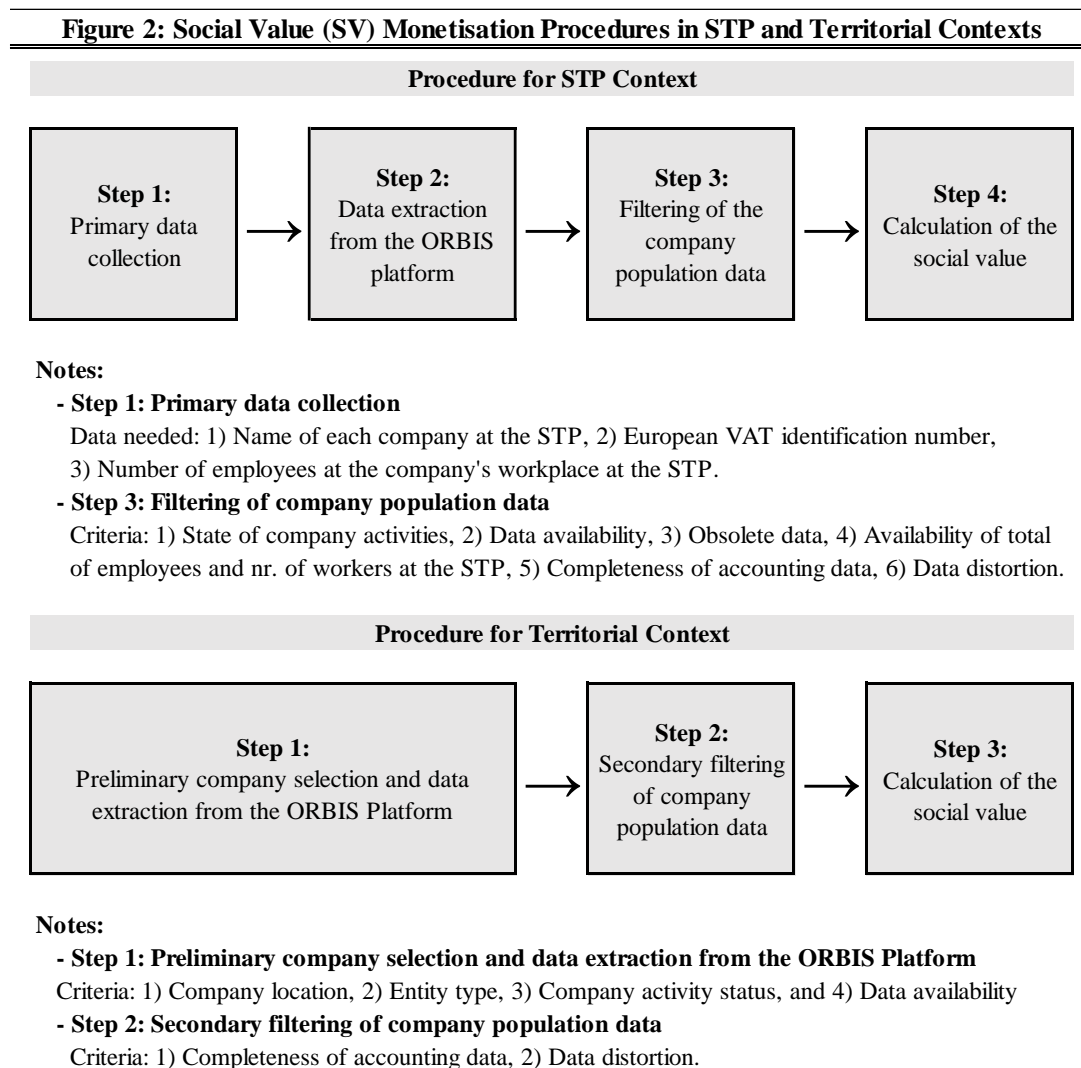 Figure 2: Social Value (SV) Monetisation Procedures in STP and Territorial Contexts
Procedure for STP Context
Step 1:
Primary data
collection
Step 2:
Data extraction
from the ORBIS
platform
Step 3:
Filtering of the
company
population data
Step 4:
Calculation of the
social value
Notes:
- Step 1: Primary data collection
Data needed: 1) Name of each company at the STP, 2) European VAT identification number,
3) Number of employees at the company's workplace at the STP.
- Step 3: Filtering of company population data
Criteria: 1) State of company activities, 2) Data availability, 3) Obsolete data, 4) Availability of total
of employees and nr. of workers at the STP, 5) Completeness of accounting data, 6) Data distortion.
Procedure for Territorial Context
Step 1:
Preliminary company selection and data
extraction from the ORBIS Platform
Step 2:
Secondary filtering
of company
population data
Step 3:
Calculation of the
social value
Notes:
- Step 1: Preliminary company selection and data extraction from the ORBIS Platform
Criteria: 1) Company location, 2) Entity type, 3) Company activity status, and 4) Data availability
- Step 2: Secondary filtering of company population data
Criteria: 1) Completeness of accounting data, 2) Data distortion.